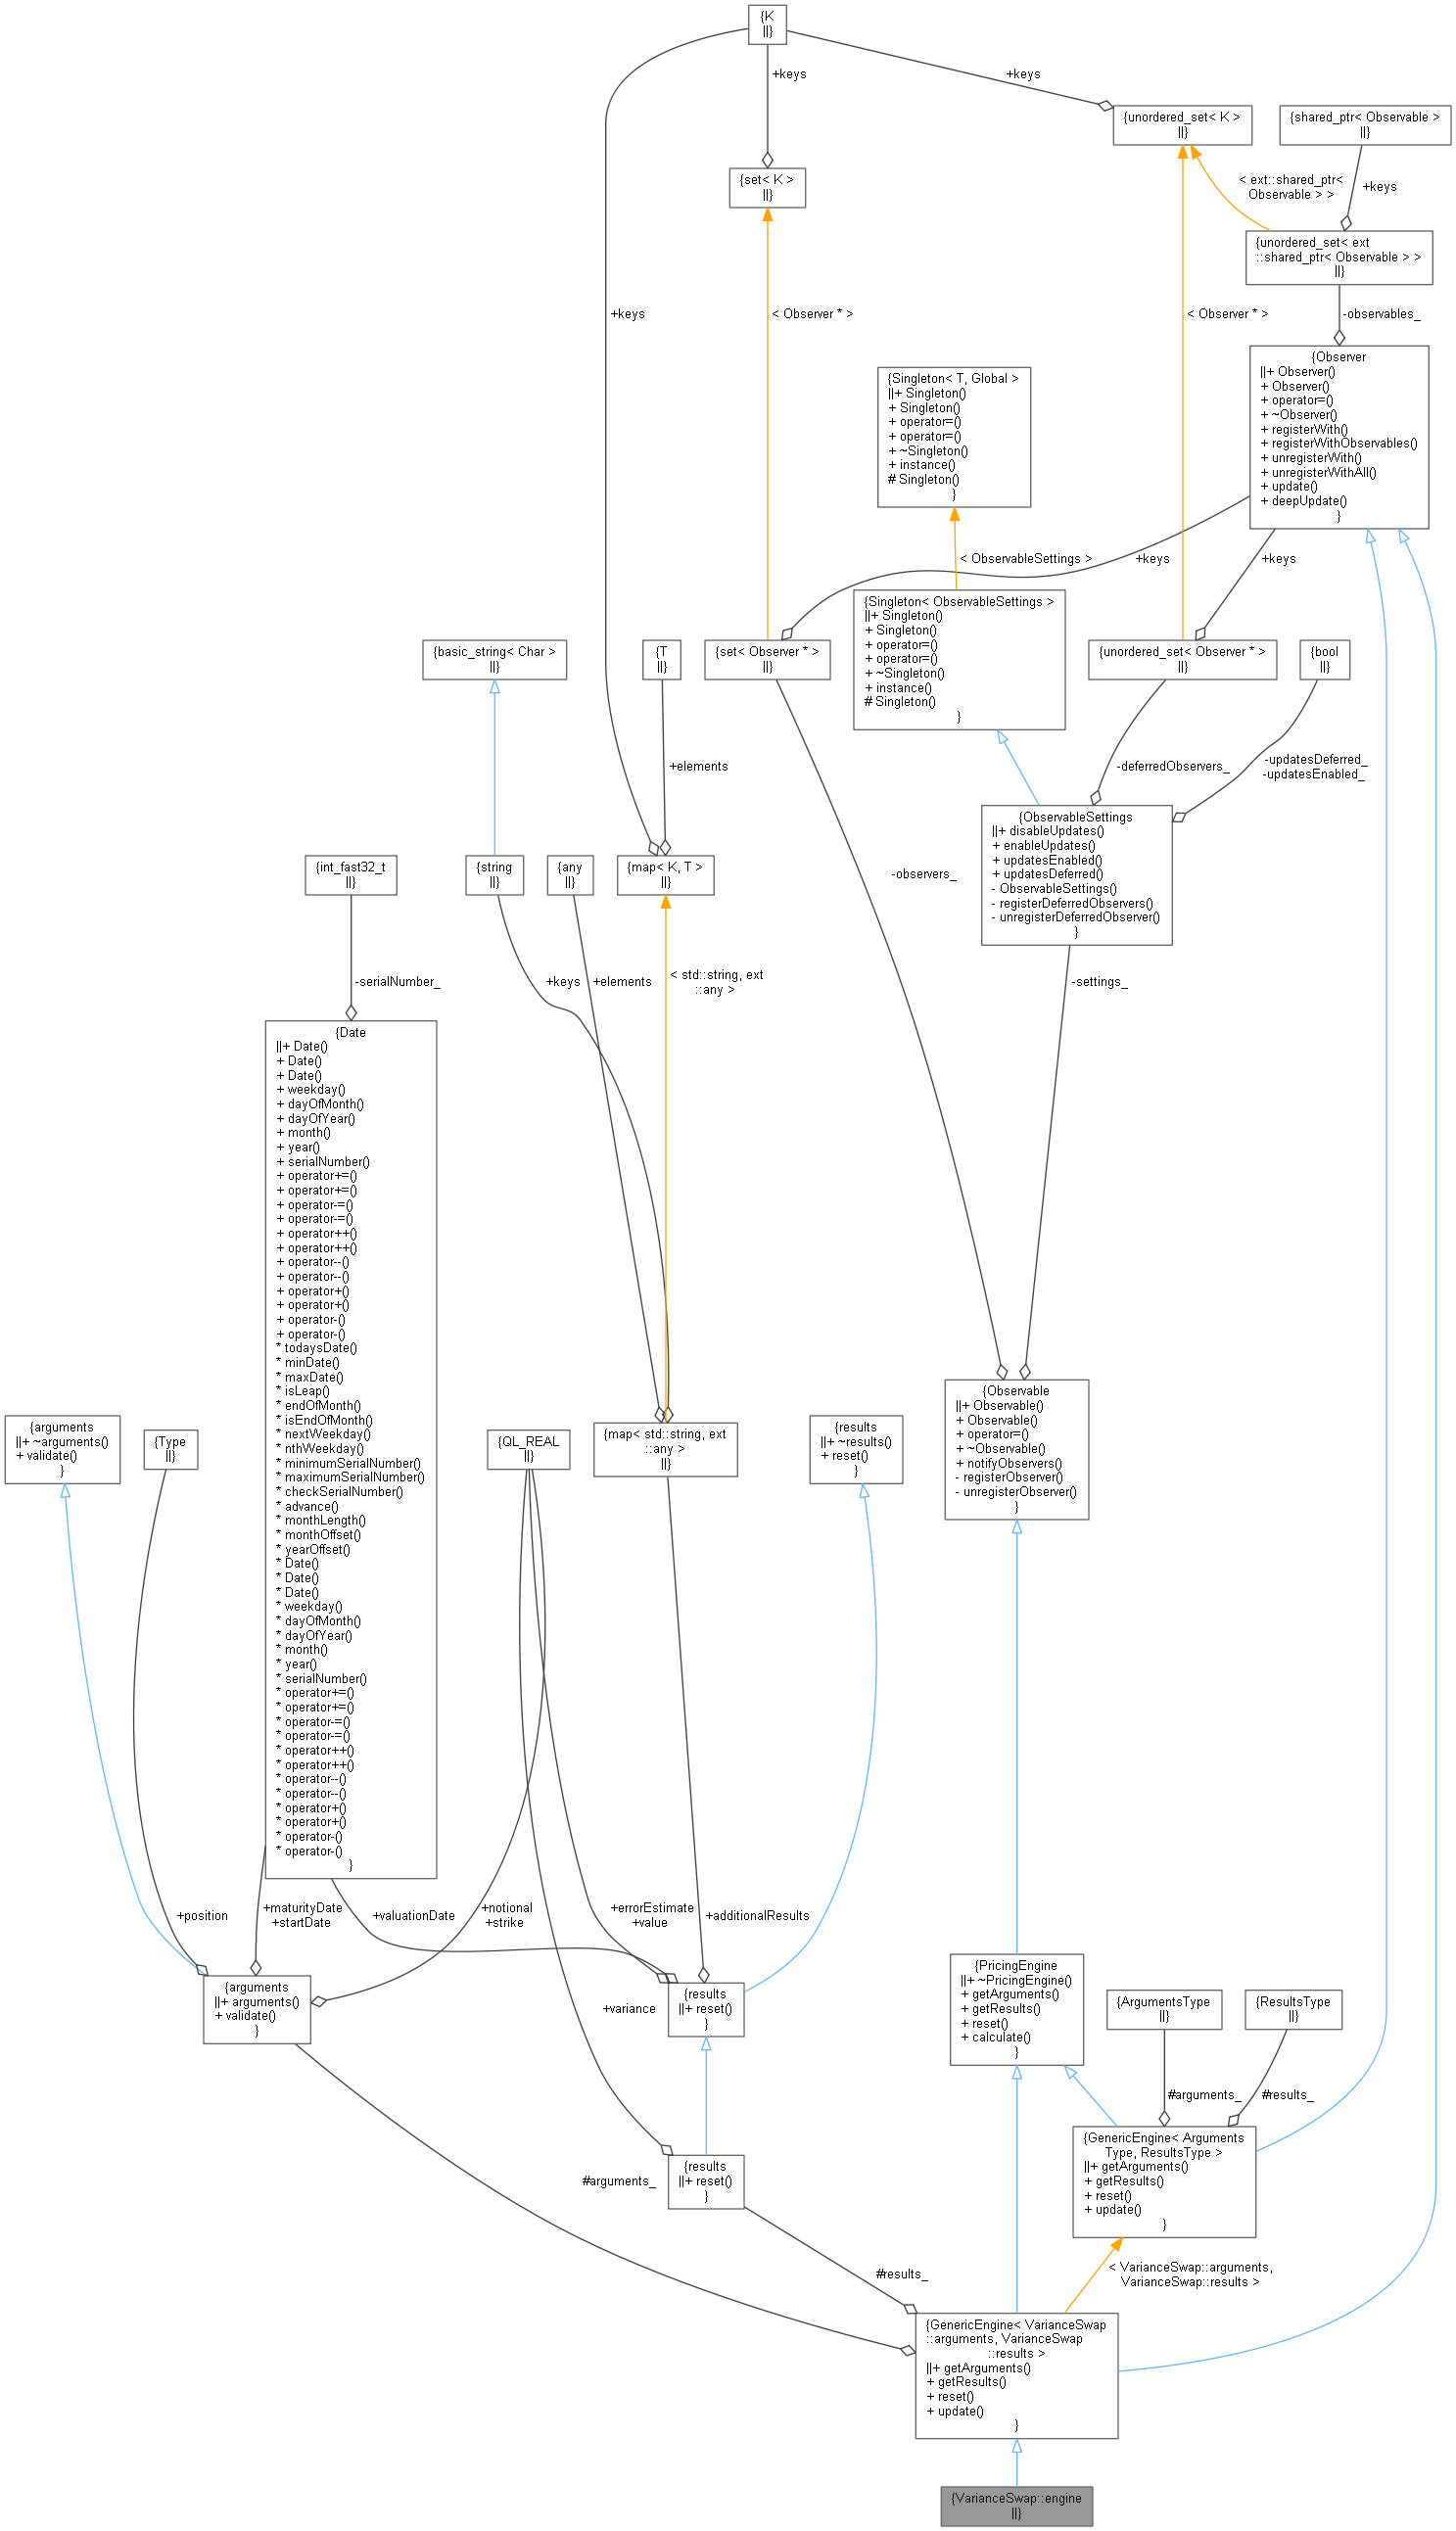 {K
||}
+keys
+keys
{unordered_set< K >
||}
{shared_ptr< Observable >
||}
{set< K >
||}
< ext::shared_ptr<
Observable > >
+keys
{unordered_set< ext
::shared_ptr< Observable > >
||}
+keys
< Observer * >
< Observer * >
-observables_
{Observer
||+ Observer()
+ Observer()
+ operator=()
+ ~Observer()
+ registerWith()
+ registerWithObservables()
+ unregisterWith()
+ unregisterWithAll()
+ update()
+ deepUpdate()
}
{Singleton< T, Global >
||+ Singleton()
+ Singleton()
+ operator=()
+ operator=()
+ ~Singleton()
+ instance()
# Singleton()
}
< ObservableSettings >
+keys
+keys
{Singleton< ObservableSettings >
||+ Singleton()
+ Singleton()
+ operator=()
+ operator=()
+ ~Singleton()
+ instance()
# Singleton()
}
{basic_string< Char >
||}
{T
||}
{set< Observer * >
||}
{unordered_set< Observer * >
||}
{bool
||}
+elements
-deferredObservers_
-updatesDeferred_
-updatesEnabled_
{ObservableSettings
||+ disableUpdates()
+ enableUpdates()
+ updatesEnabled()
+ updatesDeferred()
- ObservableSettings()
- registerDeferredObservers()
- unregisterDeferredObserver()
}
{int_fast32_t
||}
{string
||}
{any
||}
{map< K, T >
||}
-observers_
-serialNumber_
+keys
+elements
< std::string, ext
::any >
-settings_
{Date
||+ Date()
+ Date()
+ Date()
+ weekday()
+ dayOfMonth()
+ dayOfYear()
+ month()
+ year()
+ serialNumber()
+ operator+=()
+ operator+=()
+ operator-=()
+ operator-=()
+ operator++()
+ operator++()
+ operator--()
+ operator--()
+ operator+()
+ operator+()
+ operator-()
+ operator-()
* todaysDate()
* minDate()
* maxDate()
* isLeap()
* endOfMonth()
* isEndOfMonth()
* nextWeekday()
* nthWeekday()
* minimumSerialNumber()
* maximumSerialNumber()
* checkSerialNumber()
* advance()
* monthLength()
* monthOffset()
* yearOffset()
* Date()
* Date()
* Date()
* weekday()
* dayOfMonth()
* dayOfYear()
* month()
* year()
* serialNumber()
* operator+=()
* operator+=()
* operator-=()
* operator-=()
* operator++()
* operator++()
* operator--()
* operator--()
* operator+()
* operator+()
* operator-()
* operator-()
}
{arguments
||+ ~arguments()
+ validate()
}
{Type
||}
{QL_REAL
||}
{map< std::string, ext
::any >
||}
{results
||+ ~results()
+ reset()
}
{Observable
||+ Observable()
+ Observable()
+ operator=()
+ ~Observable()
+ notifyObservers()
- registerObserver()
- unregisterObserver()
}
+position
+maturityDate
+startDate
+valuationDate
+notional
+strike
+errorEstimate
+value
+additionalResults
{arguments
||+ arguments()
+ validate()
}
+variance
{results
||+ reset()
}
{PricingEngine
||+ ~PricingEngine()
+ getArguments()
+ getResults()
+ reset()
+ calculate()
}
{ArgumentsType
||}
{ResultsType
||}
#arguments_
#results_
#arguments_
{results
||+ reset()
}
{GenericEngine< Arguments
Type, ResultsType >
||+ getArguments()
+ getResults()
+ reset()
+ update()
}
#results_
< VarianceSwap::arguments,
VarianceSwap::results >
{GenericEngine< VarianceSwap
::arguments, VarianceSwap
::results >
||+ getArguments()
+ getResults()
+ reset()
+ update()
}
{VarianceSwap::engine
||}